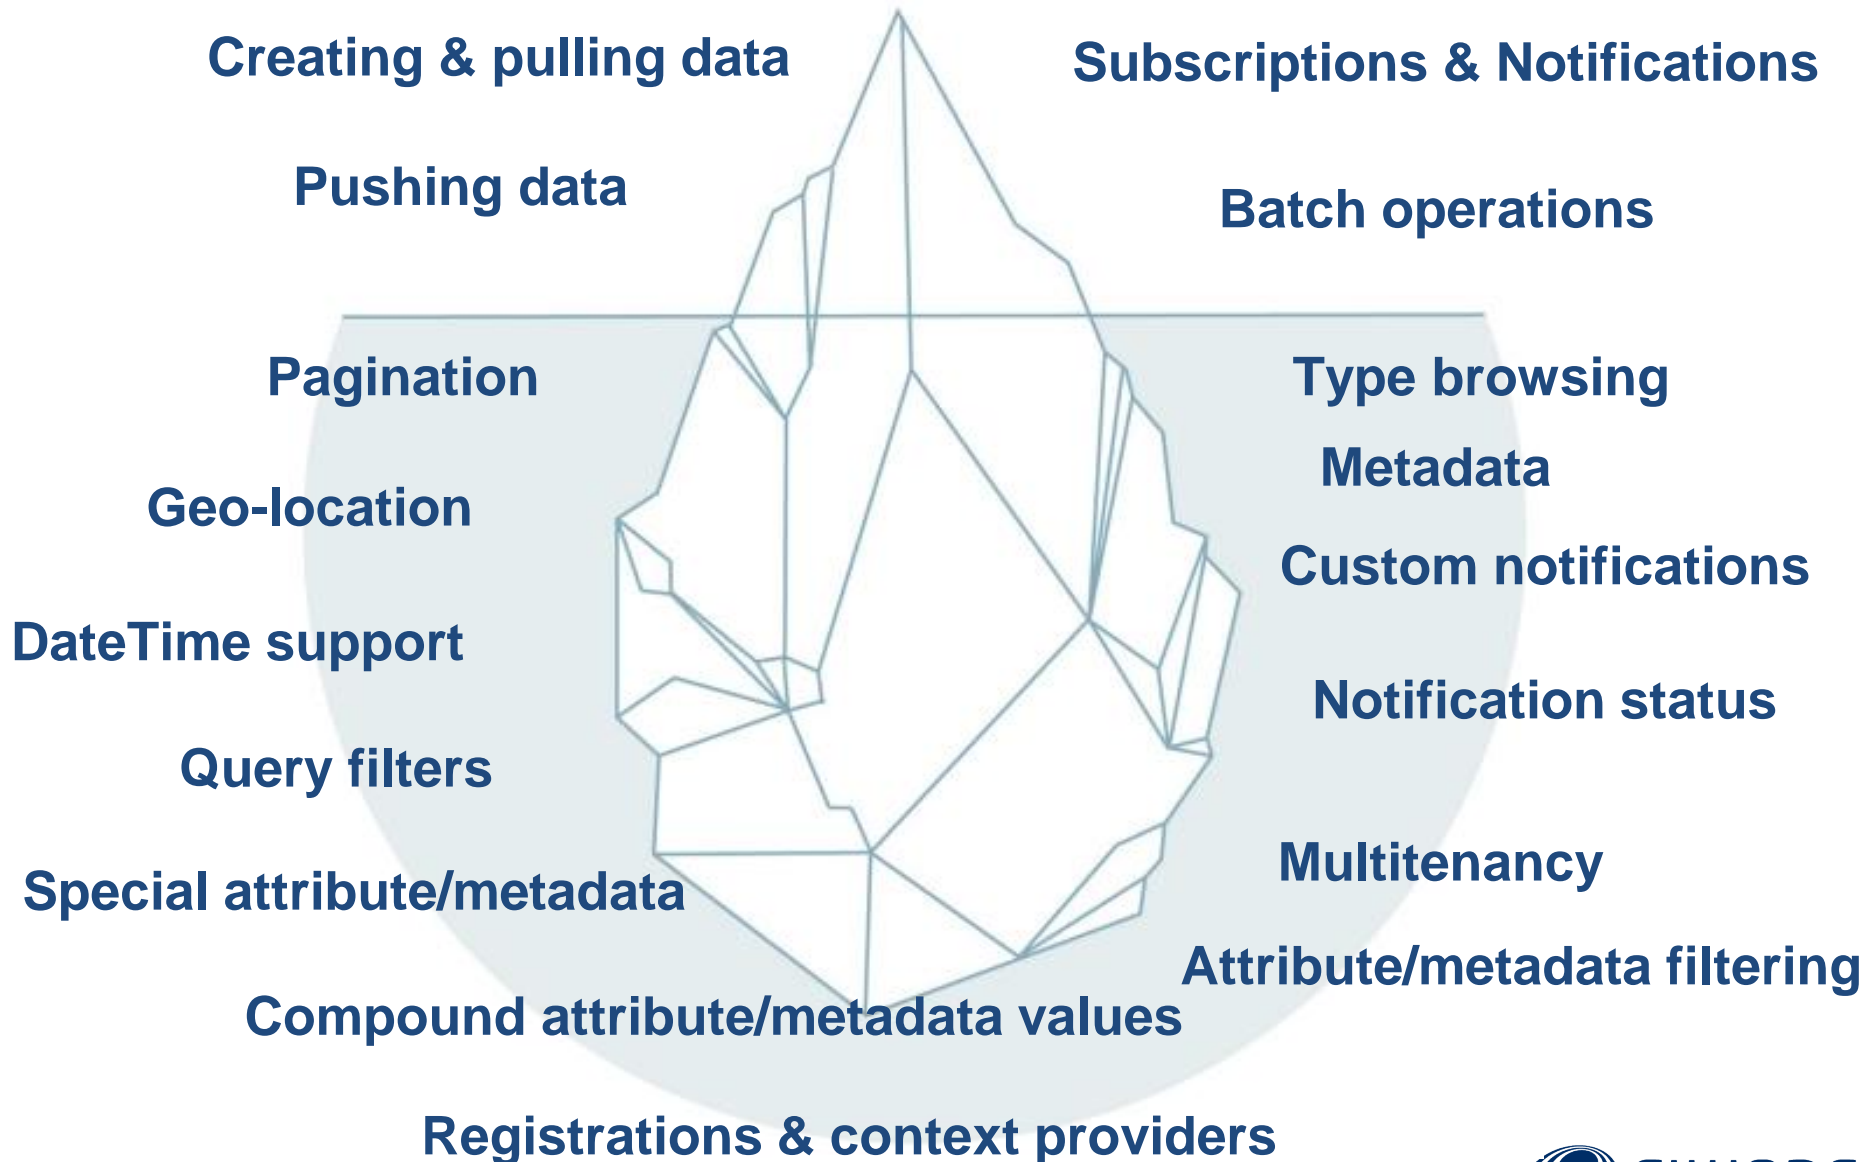 Creating & pulling data
Subscriptions & Notifications
Pushing data
Batch operations
Pagination
Type browsing
Metadata
Geo-location
Custom notifications
DateTime support
Notification status
Query filters
Multitenancy
Special attribute/metadata
Attribute/metadata filtering
Compound attribute/metadata values
Registrations & context providers